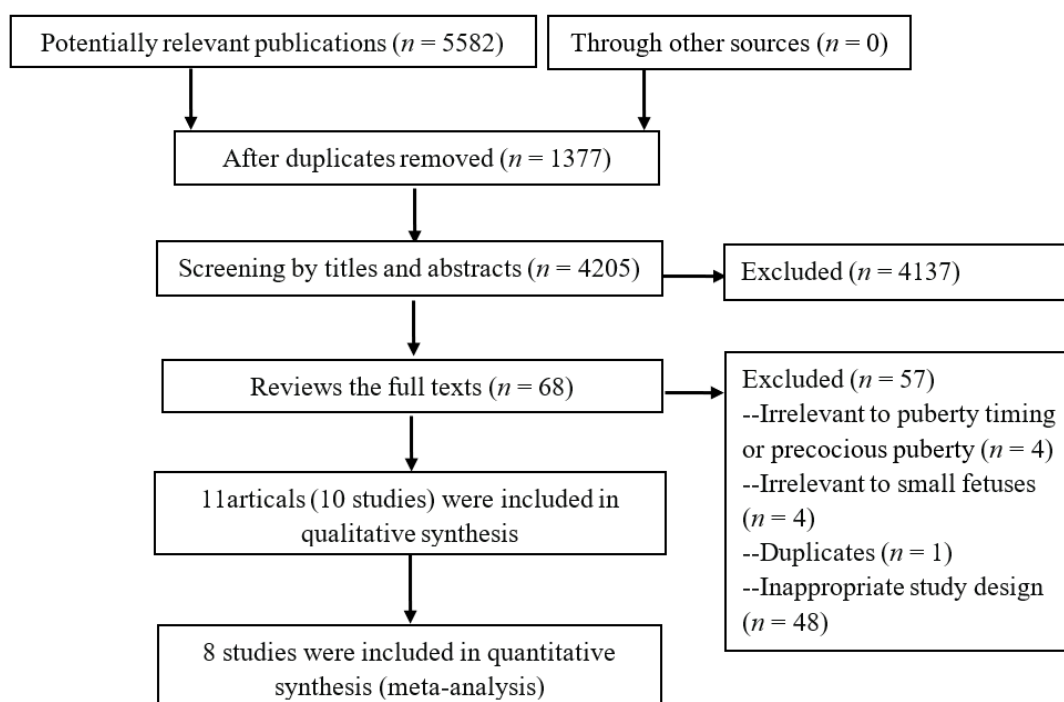 Potentially relevant publications (n = 5582)
Through other sources (n = 0)
After duplicates removed (n = 1377)
Screening by titles and abstracts (n = 4205)
Excluded (n = 4137)
Reviews the full texts (n = 68)
Excluded (n = 57)
--Irrelevant to puberty timing
or precocious puberty (n = 4)
--Irrelevant to small fetuses
(n = 4)
--Duplicates (n = 1)
--Inappropriate study design
(n = 48)
11articals (10 studies) were included in
qualitative synthesis
8 studies were included in quantitative
synthesis (meta-analysis)